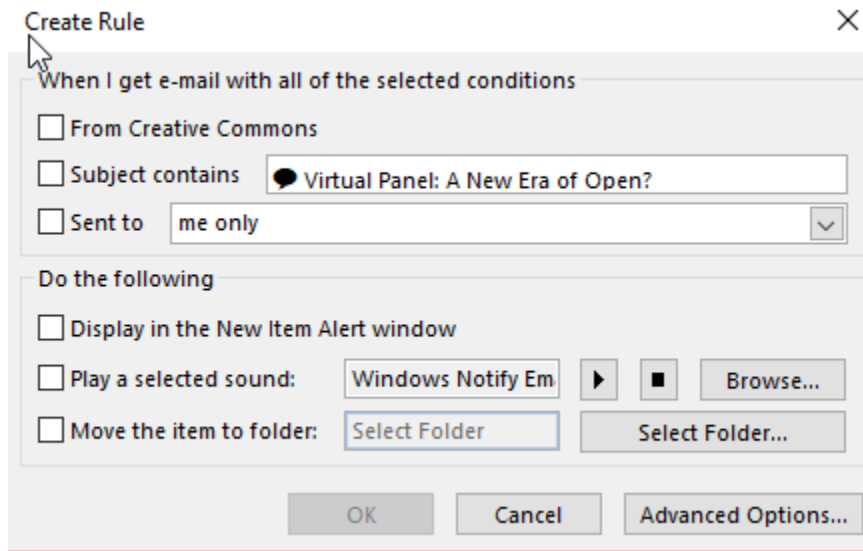 Create Rule
When I get e-mail with all of the selected conditions
From Creative Commons
Subject contains 💬 Virtual Panel: A New Era of Open?
Sent to me only
Do the following
Display in the New Item Alert window
Play a selected sound: Windows Notify Em Browse...
Move the item to folder: Select Folder Select Folder...
OK Cancel Advanced Options...